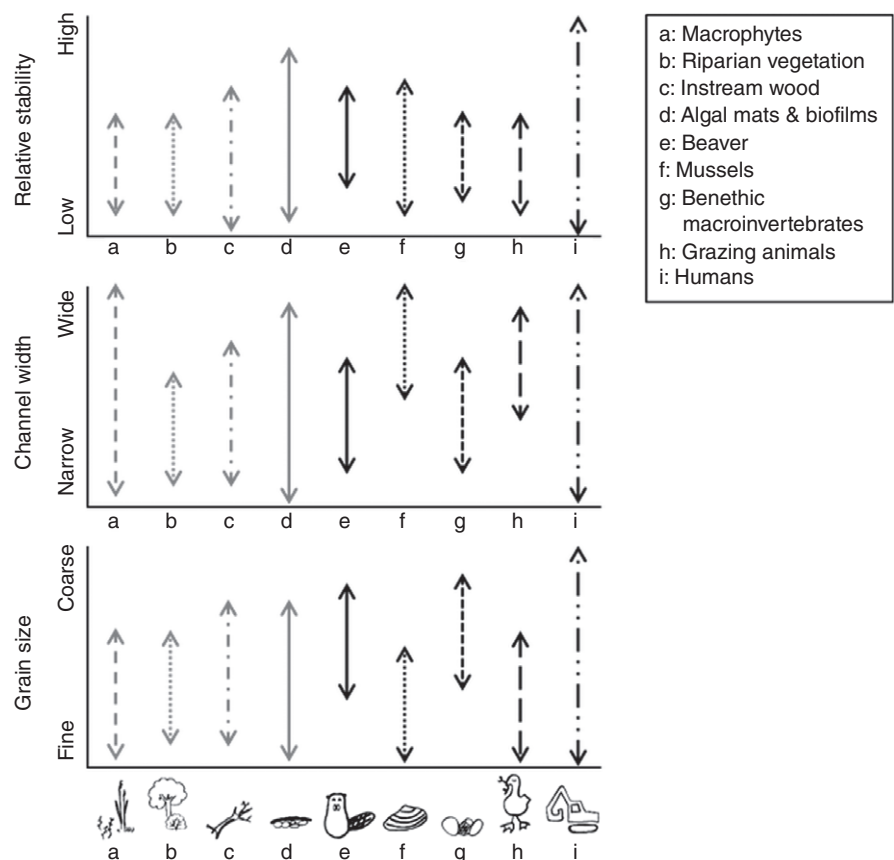 High
Relative stability
Low
a b c d e f g h i
Wide
Channel width
Narrow
a b c d e f g h i
Coarse
Grain size
Fine
a b c d e f g h i
a: Macrophytes
b: Riparian vegetation
c: Instream wood
d: Algal mats & biofilms
e: Beaver
f: Mussels
g: Benethic
macroinvertebrates
h: Grazing animals
i: Humans